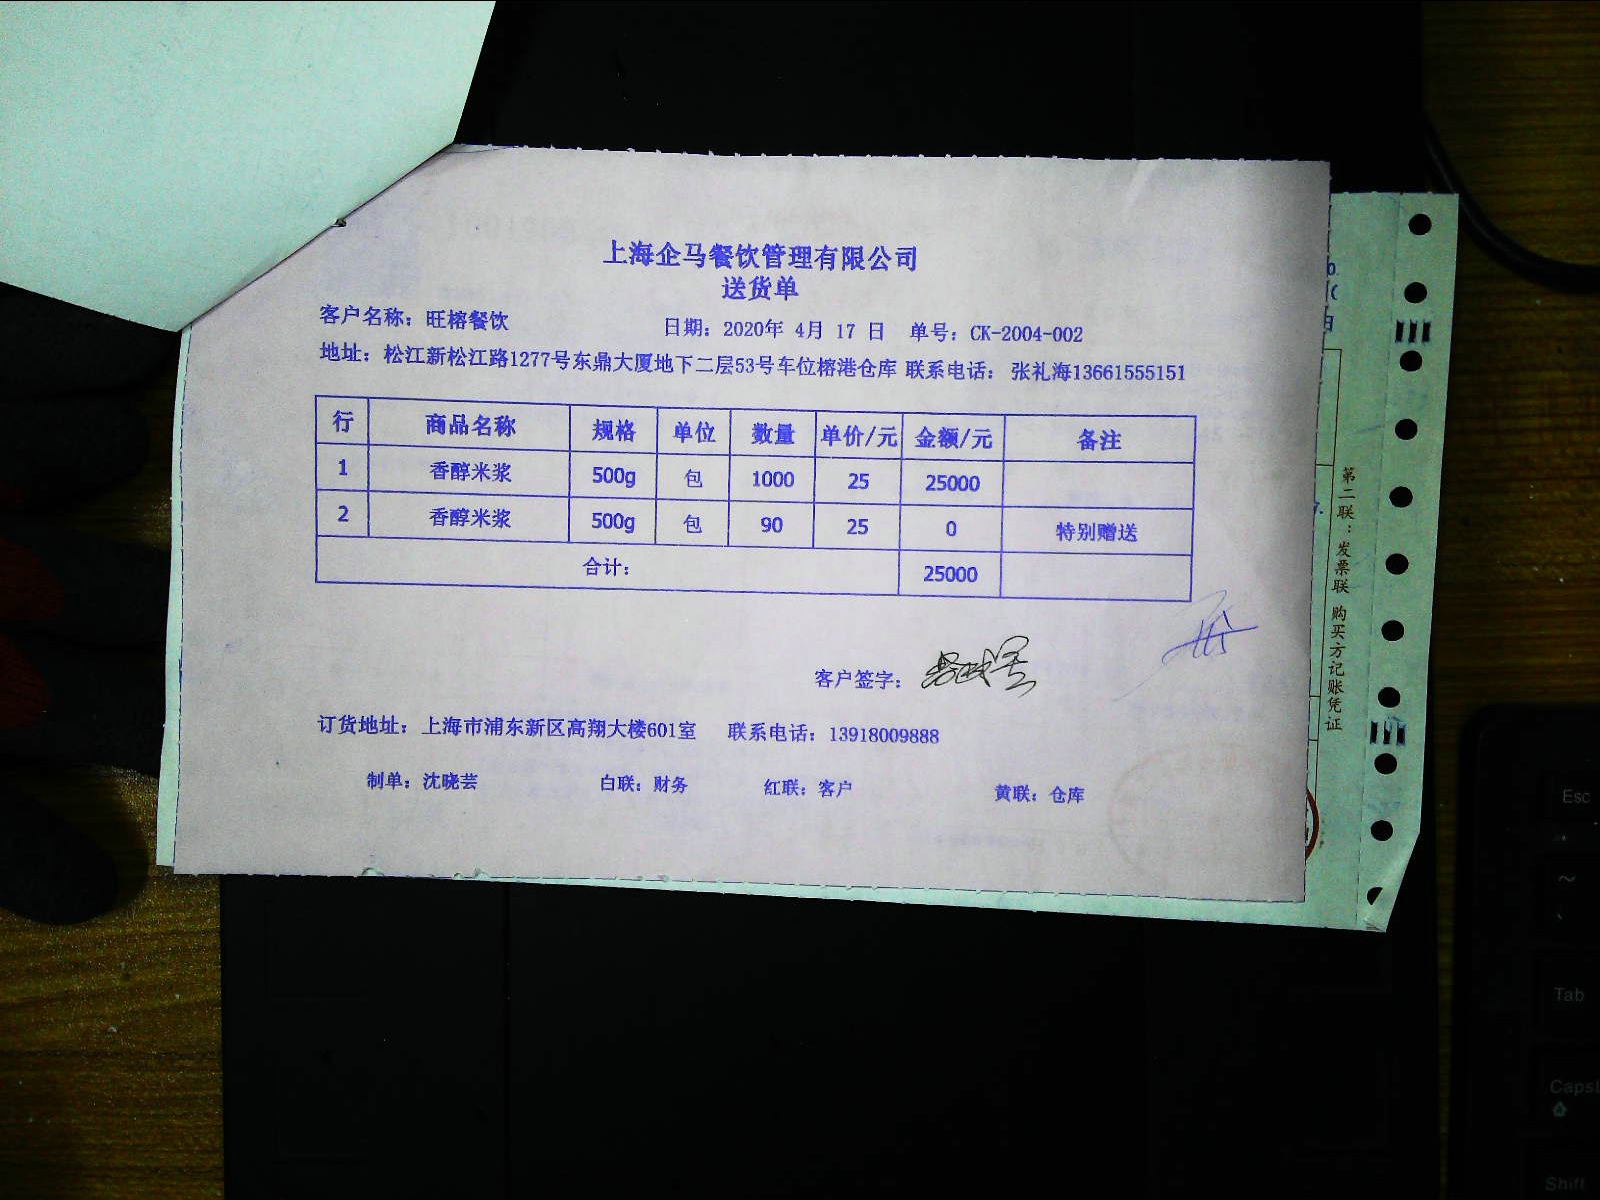 上海企马餐饮管理有限公司
送货单
客户名称：旺榕餐饮 日期：2020年 4月 17 日 单号：CK-2004-002
地址：松江新松江路1277号东鼎大厦地下二层53号车位榕港仓库 联系电话：张礼海13661555151
行 商品名称 规格 单位 数量 单价/元 金额/元 备注
1 香醇米浆 500g 包 1000 25 25000
2 香醇米浆 500g 包 90 25 0 特别赠送
合计： 25000
客户签字：
订货地址：上海市浦东新区高翔大楼601室 联系电话：13918009888
制单：沈晓芸 白联：财务 红联：客户 黄联：仓库
第二联：发票联 购买方记账凭证
Esc
~
Tab
Caps
Shift